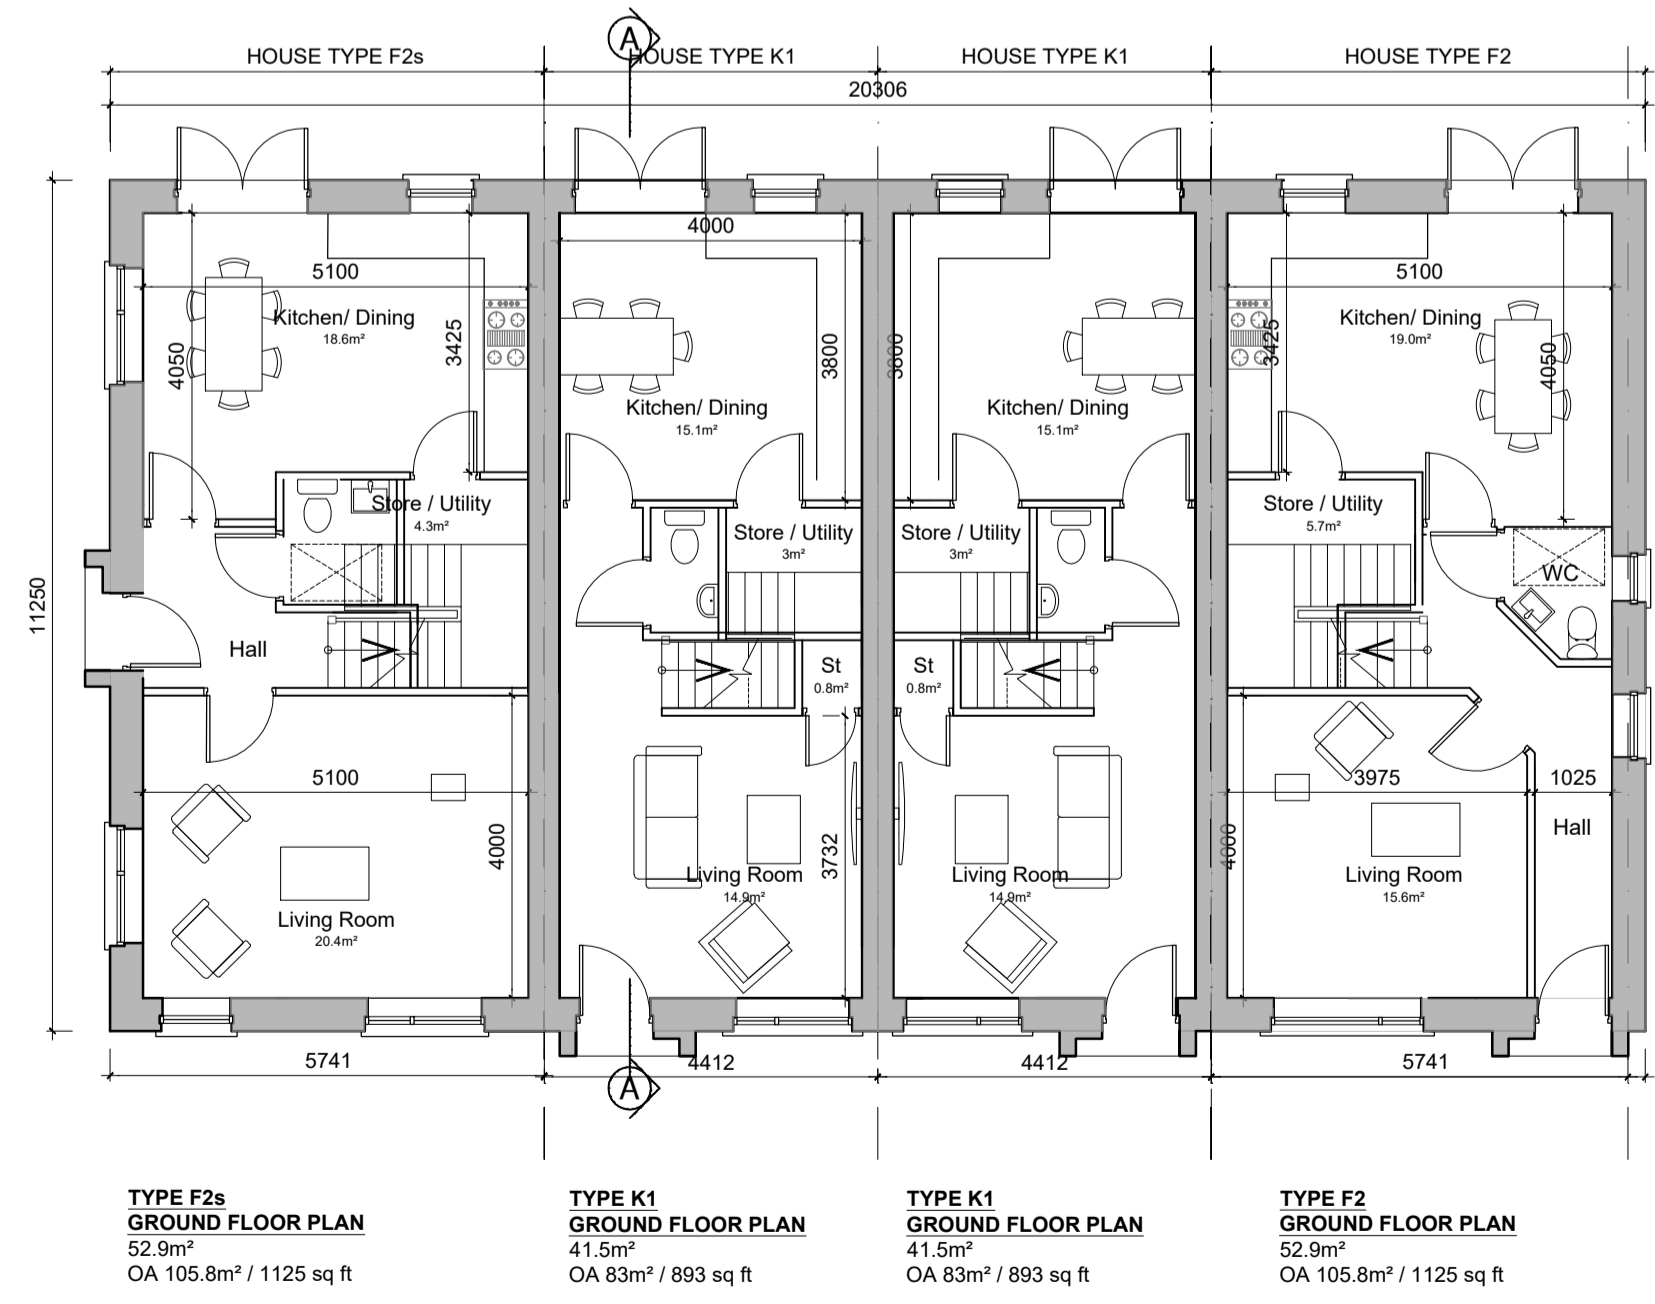 A
HOUSE TYPE F2s
HOUSE TYPE K1
HOUSE TYPE K1
HOUSE TYPE F2
20306
11250
5100
Kitchen/ Dining
18.6m²
4050
3425
Store / Utility
4.3m²
Hall
5100
4000
Living Room
20.4m²
4000
3800
Kitchen/ Dining
15.1m²
Store / Utility
3m²
St
0.8m²
3732
Living Room
14.9m²
3800
Kitchen/ Dining
15.1m²
Store / Utility
3m²
St
0.8m²
Living Room
14.9m²
5100
3425
Kitchen/ Dining
19.0m²
4050
Store / Utility
5.7m²
WC
3975
1025
Hall
4000
Living Room
15.6m²
5741
4412
4412
5741
A
TYPE F2s
GROUND FLOOR PLAN
52.9m²
OA 105.8m² / 1125 sq ft
TYPE K1
GROUND FLOOR PLAN
41.5m²
OA 83m² / 893 sq ft
TYPE K1
GROUND FLOOR PLAN
41.5m²
OA 83m² / 893 sq ft
TYPE F2
GROUND FLOOR PLAN
52.9m²
OA 105.8m² / 1125 sq ft